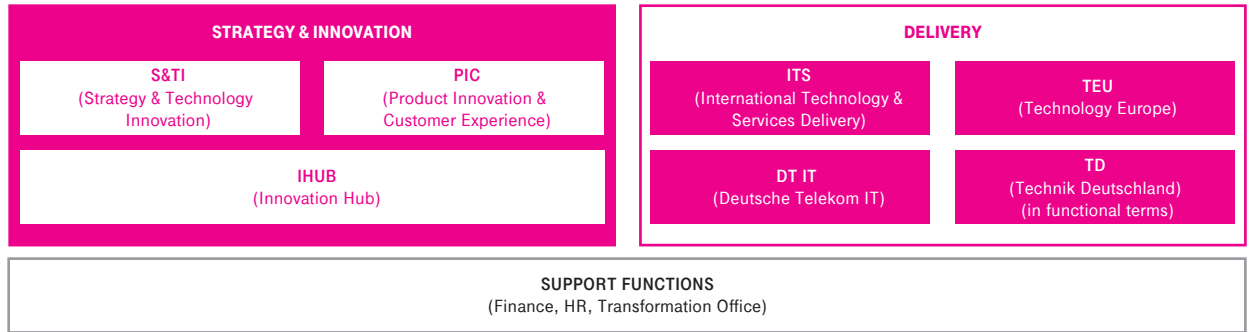 STRATEGY & INNOVATION
S&TI
(Strategy & Technology
Innovation)
PIC
(Product Innovation &
Customer Experience)
IHUB
(Innovation Hub)
DELIVERY
ITS
(International Technology &
Services Delivery)
TEU
(Technology Europe)
DT IT
(Deutsche Telekom IT)
TD
(Technik Deutschland)
(in functional terms)
SUPPORT FUNCTIONS
(Finance, HR, Transformation Office)